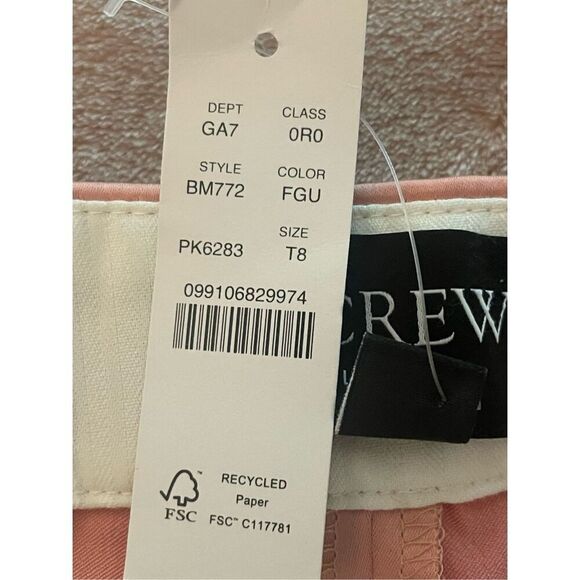 DEPT CLASS
GA7 0R0
STYLE COLOR
BM772 FGU
SIZE
PK6283 T8
099106829974
CREW
RECYCLED
Paper
FSC™ C117781
FSC